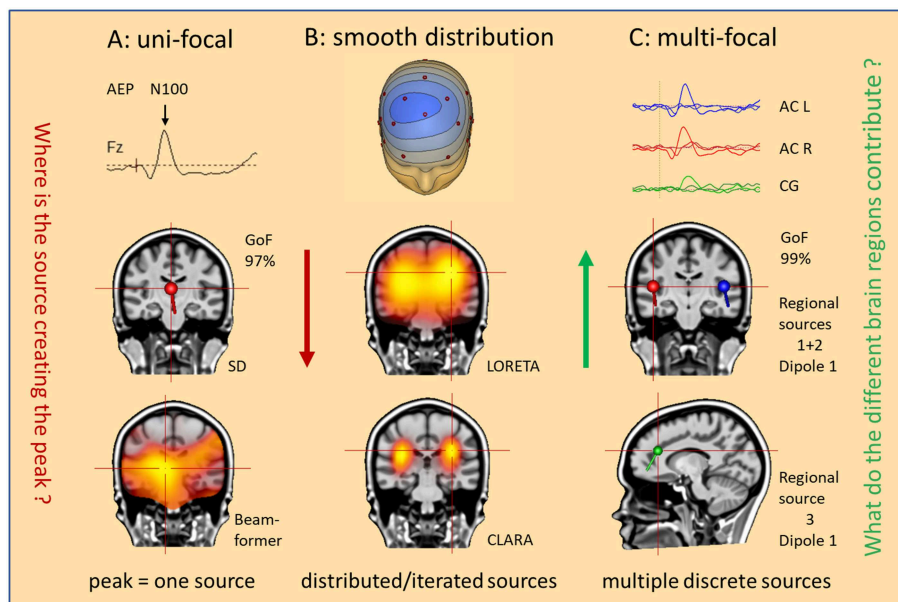 A: uni-focal
B: smooth distribution
C: multi-focal
Where is the source creating the peak ?
AEP N100
Fz
GoF
97%
SD
Beam-
former
peak = one source
LORETA
CLARA
distributed/iterated sources
AC L
AC R
CG
GoF
99%
Regional
sources
1+2
Dipole 1
Regional
source
3
Dipole 1
multiple discrete sources
What do the different brain regions contribute ?